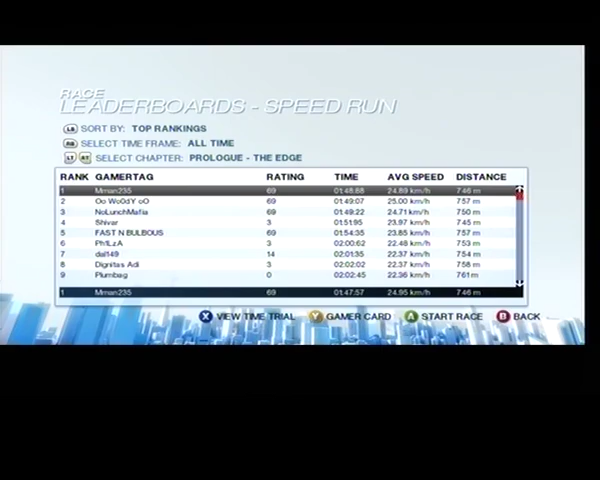 RACE
LEADERBOARDS - SPEED RUN
LB SORT BY: TOP RANKINGS
RB SELECT TIME FRAME: ALL TIME
LT RT SELECT CHAPTER: PROLOGUE - THE EDGE
RANK GAMERTAG RATING TIME AVG SPEED DISTANCE
1 Mman235 69 01:48:88 24.89 km/h 746 m
2 Oo Wo0dY oO 69 01:49:07 25.00 km/h 757 m
3 NoLunchMafia 69 01:49:22 24.71 km/h 750 m
4 Shivar 3 01:51:95 23.97 km/h 745 m
5 FAST N BULBOUS 69 01:54:35 23.85 km/h 757 m
6 Ph1LzA 3 02:00:62 22.48 km/h 753 m
7 dal149 14 02:01:35 22.37 km/h 754 m
8 Dignitas Adi 3 02:02:02 22.37 km/h 758 m
9 Plumbag 0 02:02:45 22.36 km/h 761 m
1 Mman235 69 01:47:57 24.95 km/h 746 m
X VIEW TIME TRIAL Y GAMER CARD A START RACE B BACK